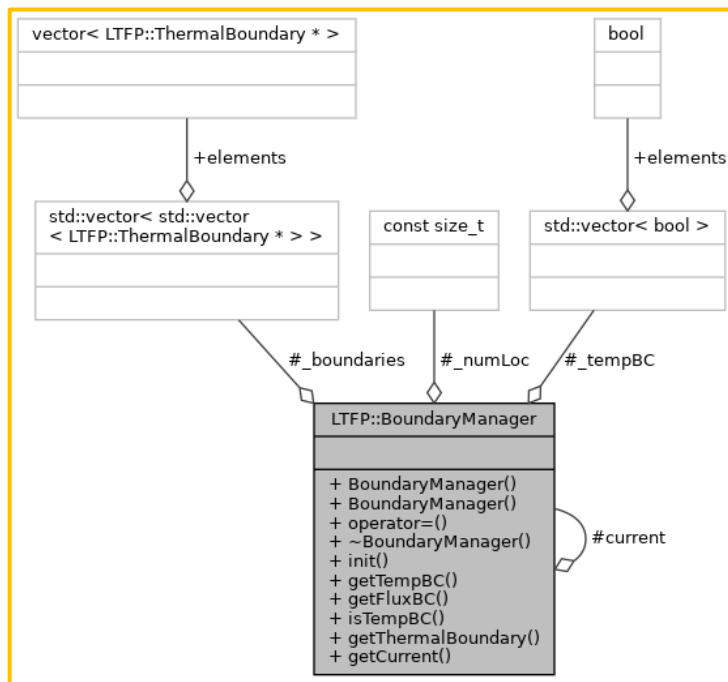 vector< LTFP::ThermalBoundary * >
bool
+elements
+elements
std::vector< std::vector
< LTFP::ThermalBoundary * > >
const size_t
std::vector< bool >
#_boundaries
#_numLoc
#_tempBC
LTFP::BoundaryManager
+ BoundaryManager()
+ BoundaryManager()
+ operator=()
+ ~BoundaryManager()
+ init()
+ getTempBC()
+ getFluxBC()
+ isTempBC()
+ getThermalBoundary()
+ getCurrent()
#current